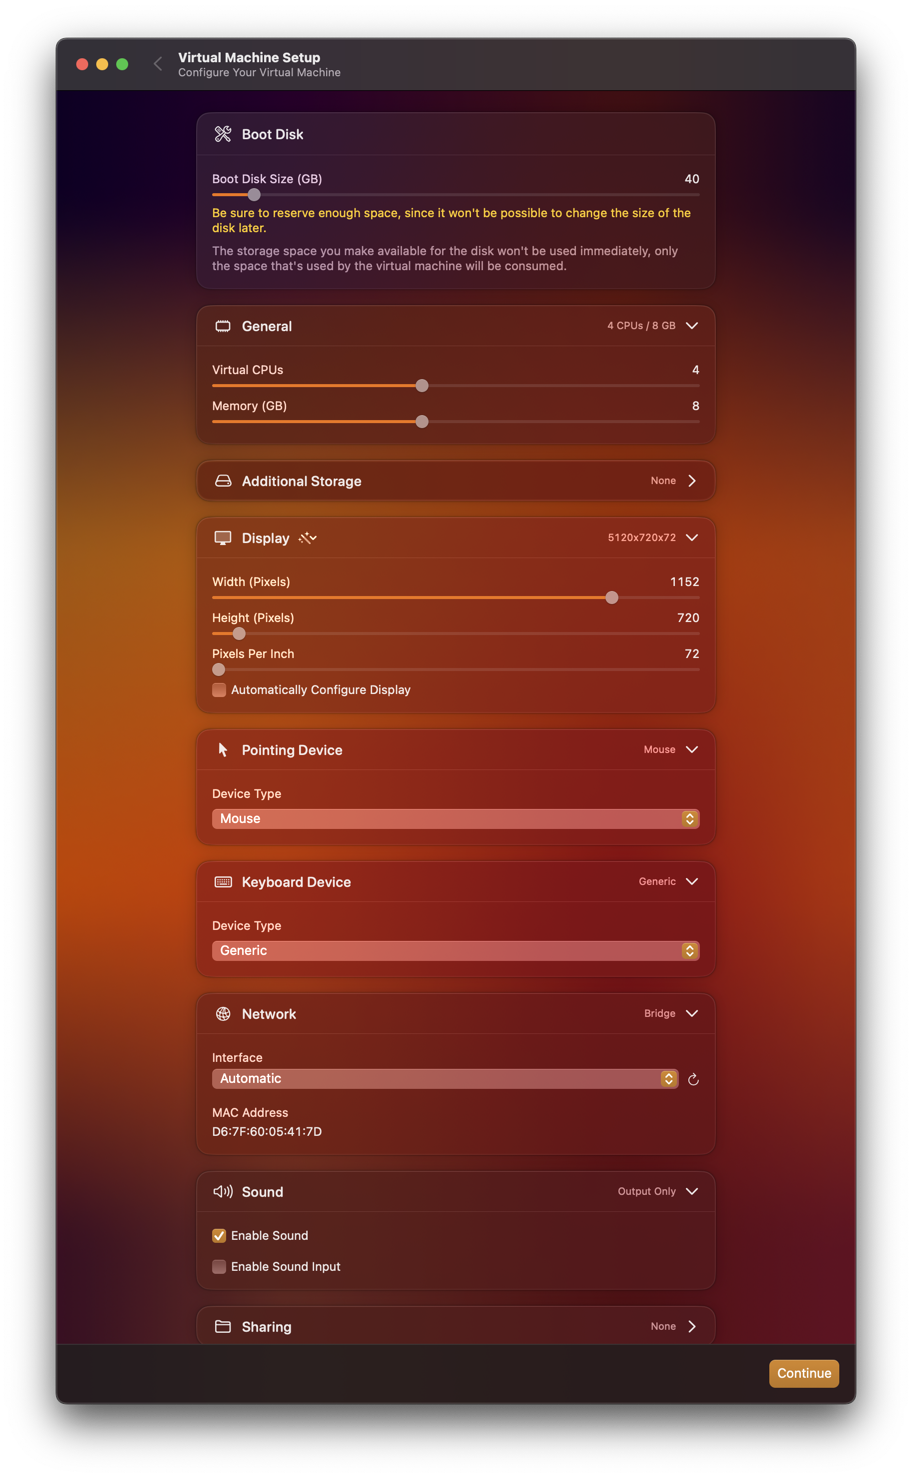 Virtual Machine Setup
Configure Your Virtual Machine
Boot Disk
Boot Disk Size (GB) 40
Be sure to reserve enough space, since it won't be possible to change the size of the
disk later.
The storage space you make available for the disk won't be used immediately, only
the space that's used by the virtual machine will be consumed.
General 4 CPUs / 8 GB
Virtual CPUs 4
Memory (GB) 8
Additional Storage None
Display 5120x720x72
Width (Pixels) 1152
Height (Pixels) 720
Pixels Per Inch 72
Automatically Configure Display
Pointing Device Mouse
Device Type
Mouse
Keyboard Device Generic
Device Type
Generic
Network Bridge
Interface
Automatic
MAC Address
D6:7F:60:05:41:7D
Sound Output Only
Enable Sound
Enable Sound Input
Sharing None
Continue